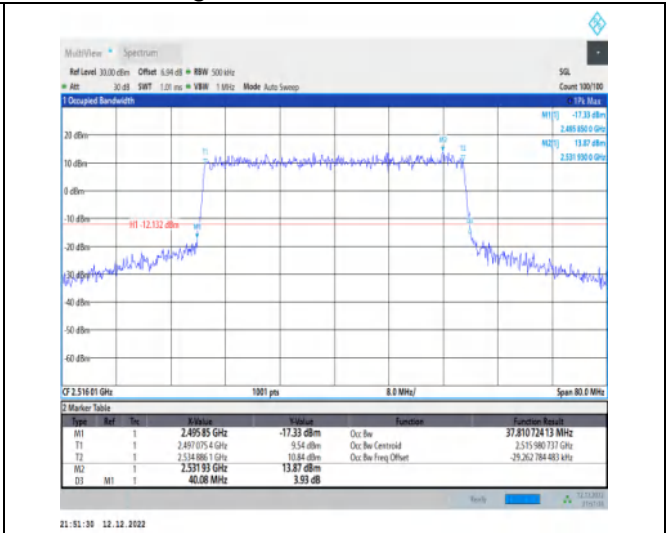 MultiView Spectrum
Ref Level 30.00 dBm Offset 6.94 dB RBW 500 kHz SGL
Att 30 dB SWT 1.01 ms VBW 1 MHz Mode Auto Sweep Count 100/100
1 Occupied Bandwidth 1Pk Max
M1[1] -17.33 dBm
2.495 850 0 GHz
M2[1] 13.87 dBm
2.531 930 0 GHz
20 dBm
M2
T1 T2
10 dBm
0 dBm
-10 dBm
H1 -12.132 dBm
M1
-20 dBm
-30 dBm
-40 dBm
-50 dBm
-60 dBm
CF 2.516 01 GHz 1001 pts 8.0 MHz/ Span 80.0 MHz
2 Marker Table
Type Ref Trc X-Value Y-Value Function Function Result
M1 1 2.495 85 GHz -17.33 dBm Occ Bw 37.810 724 13 MHz
T1 1 2.497 075 4 GHz 9.54 dBm Occ Bw Centroid 2.515 980 737 GHz
T2 1 2.534 886 1 GHz 10.84 dBm Occ Bw Freq Offset -29.262 784 483 kHz
M2 1 2.531 93 GHz 13.87 dBm
D3 M1 1 40.08 MHz 3.93 dB
Ready
21:51:30 12.12.2022